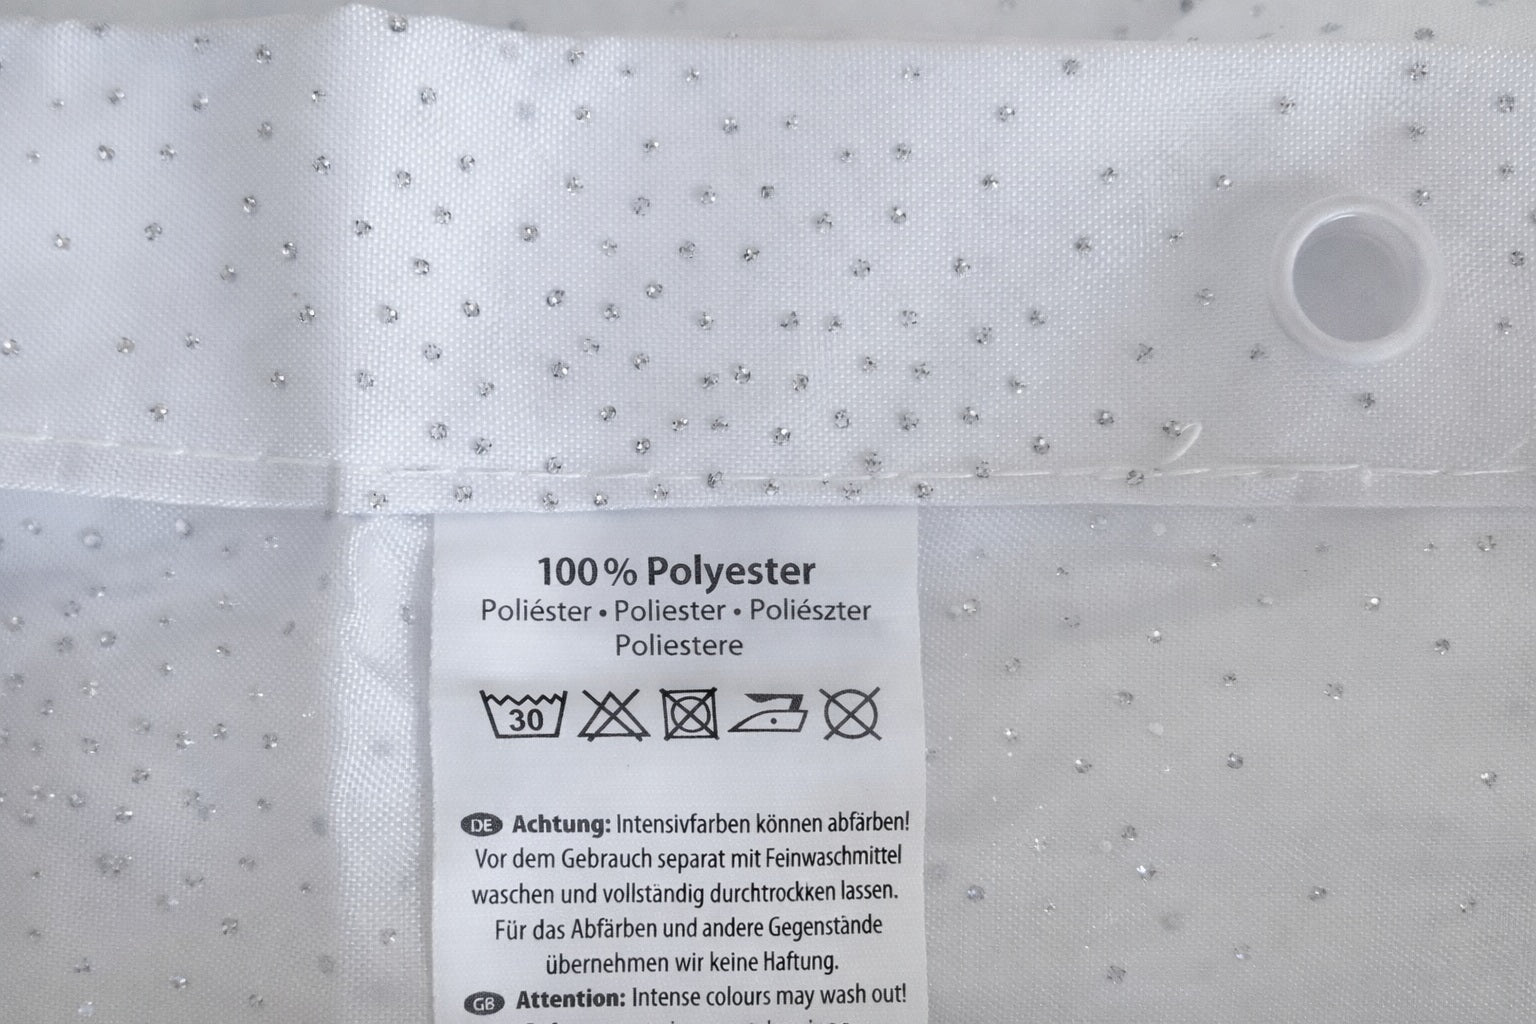 100% Polyester
Poliéster • Poliester • Poliészter
Poliestere
30
DE Achtung: Intensivfarben können abfärben!
Vor dem Gebrauch separat mit Feinwaschmittel
waschen und vollständig durchtrockken lassen.
Für das Abfärben und andere Gegenstände
übernehmen wir keine Haftung.
GB Attention: Intense colours may wash out!